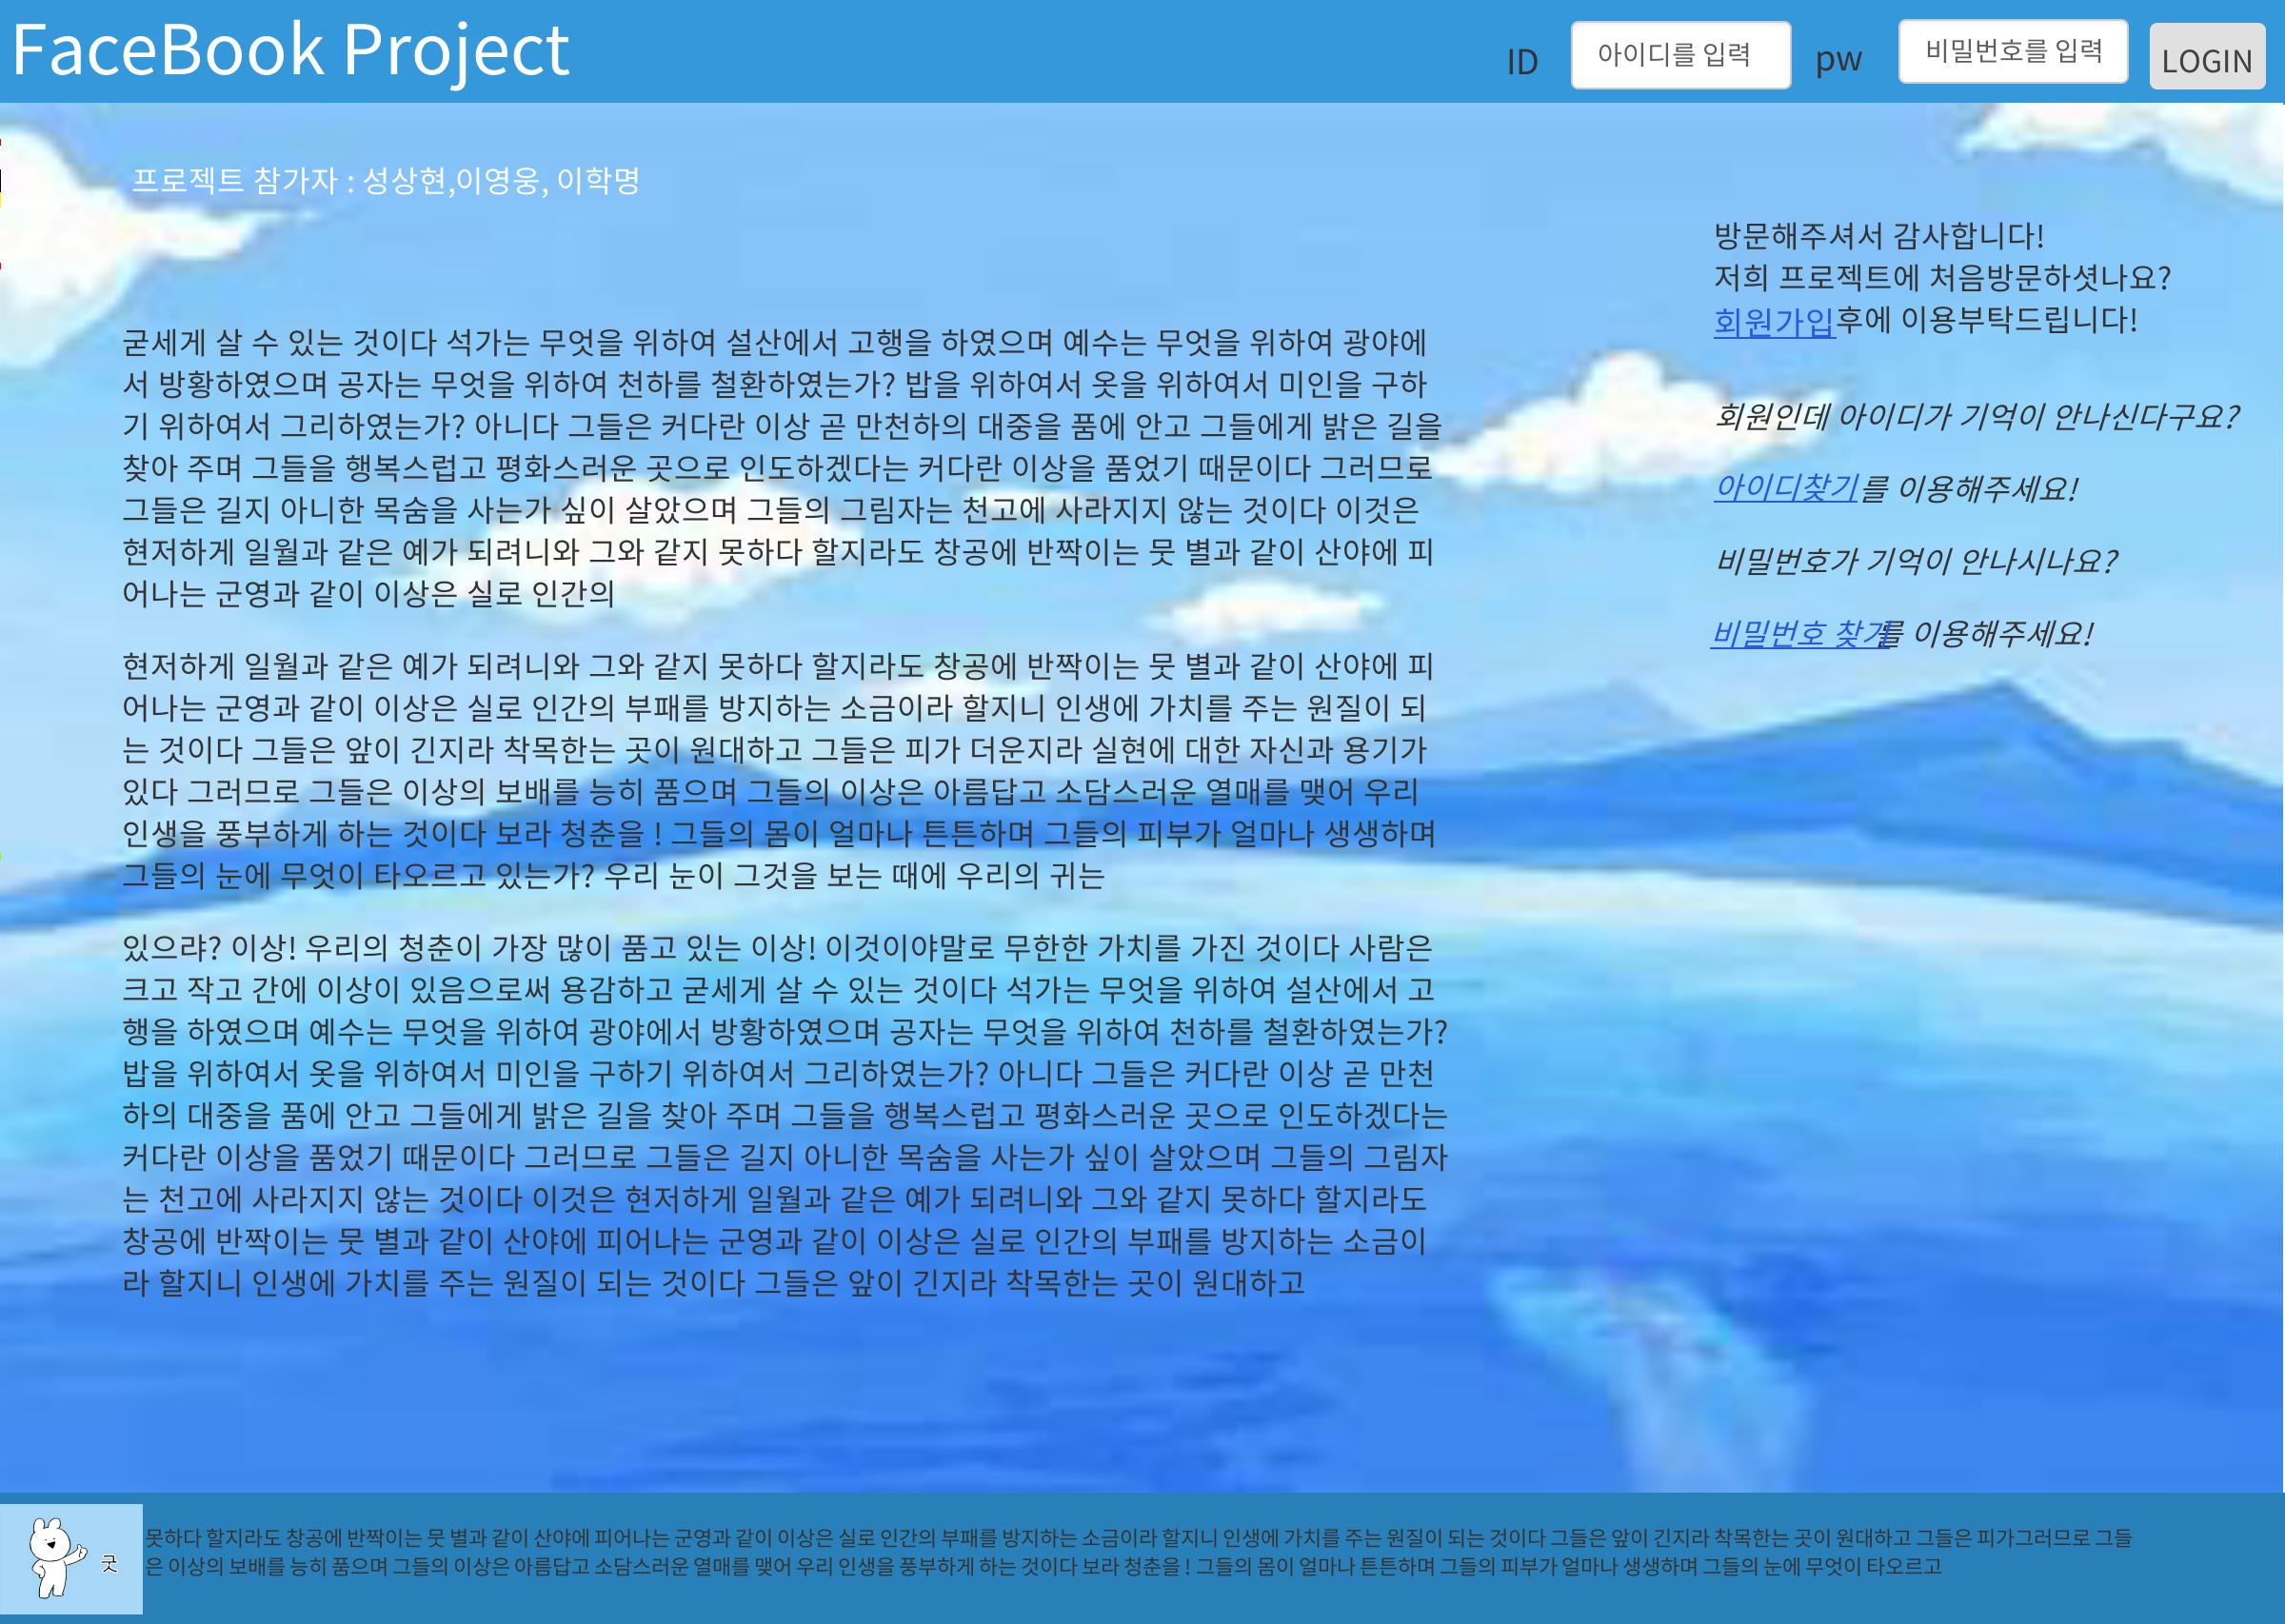 FaceBook Project
ID 아이디를 입력 pw 비밀번호를 입력 LOGIN
프로젝트 참가자 : 성상현,이영웅, 이학명
방문해주셔서 감사합니다!
저희 프로젝트에 처음방문하셧나요?
회원가입후에 이용부탁드립니다!
회원인데 아이디가 기억이 안나신다구요?
아이디찾기를 이용해주세요!
비밀번호가 기억이 안나시나요?
비밀번호 찾기를 이용해주세요!
굳세게 살 수 있는 것이다 석가는 무엇을 위하여 설산에서 고행을 하였으며 예수는 무엇을 위하여 광야에
서 방황하였으며 공자는 무엇을 위하여 천하를 철환하였는가? 밥을 위하여서 옷을 위하여서 미인을 구하
기 위하여서 그리하였는가? 아니다 그들은 커다란 이상 곧 만천하의 대중을 품에 안고 그들에게 밝은 길을
찾아 주며 그들을 행복스럽고 평화스러운 곳으로 인도하겠다는 커다란 이상을 품었기 때문이다 그러므로
그들은 길지 아니한 목숨을 사는가 싶이 살았으며 그들의 그림자는 천고에 사라지지 않는 것이다 이것은
현저하게 일월과 같은 예가 되려니와 그와 같지 못하다 할지라도 창공에 반짝이는 뭇 별과 같이 산야에 피
어나는 군영과 같이 이상은 실로 인간의
현저하게 일월과 같은 예가 되려니와 그와 같지 못하다 할지라도 창공에 반짝이는 뭇 별과 같이 산야에 피
어나는 군영과 같이 이상은 실로 인간의 부패를 방지하는 소금이라 할지니 인생에 가치를 주는 원질이 되
는 것이다 그들은 앞이 긴지라 착목한는 곳이 원대하고 그들은 피가 더운지라 실현에 대한 자신과 용기가
있다 그러므로 그들은 이상의 보배를 능히 품으며 그들의 이상은 아름답고 소담스러운 열매를 맺어 우리
인생을 풍부하게 하는 것이다 보라 청춘을 ! 그들의 몸이 얼마나 튼튼하며 그들의 피부가 얼마나 생생하며
그들의 눈에 무엇이 타오르고 있는가? 우리 눈이 그것을 보는 때에 우리의 귀는
있으랴? 이상! 우리의 청춘이 가장 많이 품고 있는 이상! 이것이야말로 무한한 가치를 가진 것이다 사람은
크고 작고 간에 이상이 있음으로써 용감하고 굳세게 살 수 있는 것이다 석가는 무엇을 위하여 설산에서 고
행을 하였으며 예수는 무엇을 위하여 광야에서 방황하였으며 공자는 무엇을 위하여 천하를 철환하였는가?
밥을 위하여서 옷을 위하여서 미인을 구하기 위하여서 그리하였는가? 아니다 그들은 커다란 이상 곧 만천
하의 대중을 품에 안고 그들에게 밝은 길을 찾아 주며 그들을 행복스럽고 평화스러운 곳으로 인도하겠다는
커다란 이상을 품었기 때문이다 그러므로 그들은 길지 아니한 목숨을 사는가 싶이 살았으며 그들의 그림자
는 천고에 사라지지 않는 것이다 이것은 현저하게 일월과 같은 예가 되려니와 그와 같지 못하다 할지라도
창공에 반짝이는 뭇 별과 같이 산야에 피어나는 군영과 같이 이상은 실로 인간의 부패를 방지하는 소금이
라 할지니 인생에 가치를 주는 원질이 되는 것이다 그들은 앞이 긴지라 착목한는 곳이 원대하고
굿
못하다 할지라도 창공에 반짝이는 뭇 별과 같이 산야에 피어나는 군영과 같이 이상은 실로 인간의 부패를 방지하는 소금이라 할지니 인생에 가치를 주는 원질이 되는 것이다 그들은 앞이 긴지라 착목한는 곳이 원대하고 그들은 피가그러므로 그들
은 이상의 보배를 능히 품으며 그들의 이상은 아름답고 소담스러운 열매를 맺어 우리 인생을 풍부하게 하는 것이다 보라 청춘을 ! 그들의 몸이 얼마나 튼튼하며 그들의 피부가 얼마나 생생하며 그들의 눈에 무엇이 타오르고